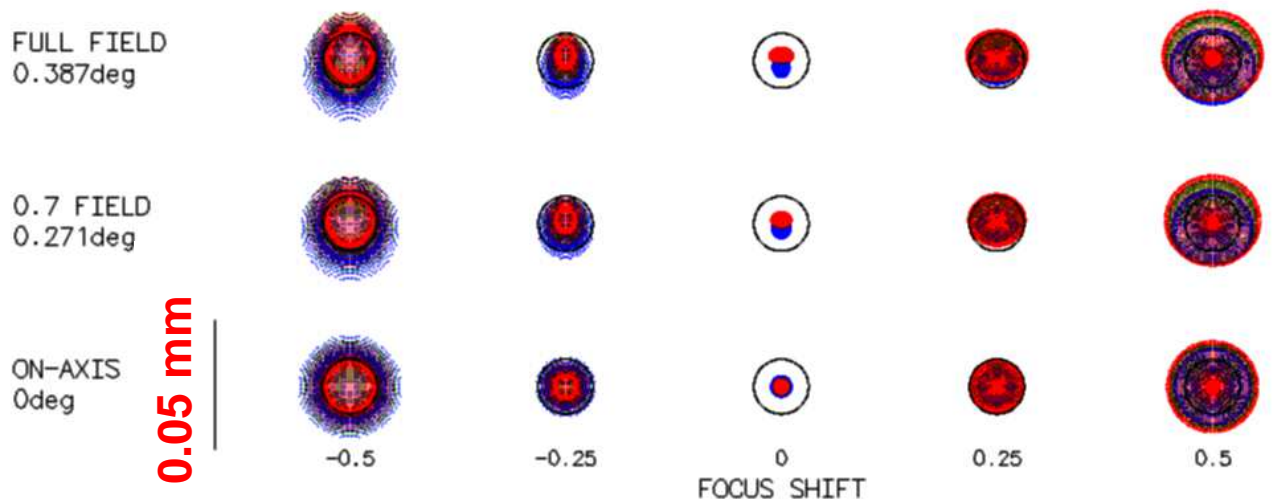 FULL FIELD
0.387deg
0.7 FIELD
0.271deg
ON-AXIS
0deg
0.05 mm
-0.5
-0.25
0
0.25
0.5
FOCUS SHIFT